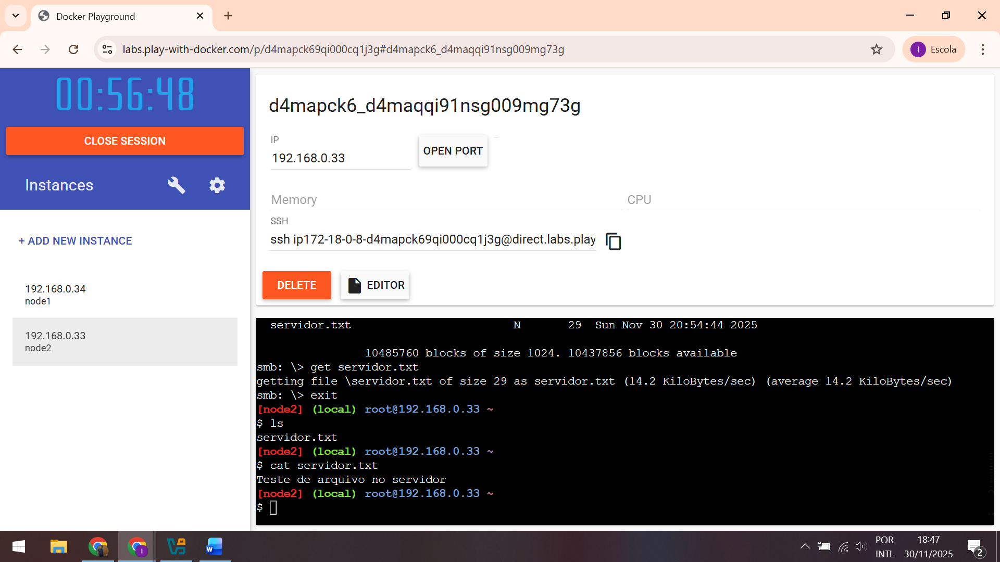 Docker Playground
labs.play-with-docker.com/p/d4mapck69qi000cq1j3g#d4mapck6_d4maqqi91nsg009mg73g
I Escola
00:56:48
CLOSE SESSION
Instances
+ ADD NEW INSTANCE
192.168.0.34
node1
192.168.0.33
node2
d4mapck6_d4maqqi91nsg009mg73g
IP
192.168.0.33
OPEN PORT
Memory
CPU
SSH
ssh ip172-18-0-8-d4mapck69qi000cq1j3g@direct.labs.play
DELETE
EDITOR
servidor.txt N 29 Sun Nov 30 20:54:44 2025
10485760 blocks of size 1024. 10437856 blocks available
smb: \> get servidor.txt
getting file \servidor.txt of size 29 as servidor.txt (14.2 KiloBytes/sec) (average 14.2 KiloBytes/sec)
smb: \> exit
[node2] (local) root@192.168.0.33 ~
$ ls
servidor.txt
[node2] (local) root@192.168.0.33 ~
$ cat servidor.txt
Teste de arquivo no servidor
[node2] (local) root@192.168.0.33 ~
$
POR
INTL
18:47
30/11/2025
2